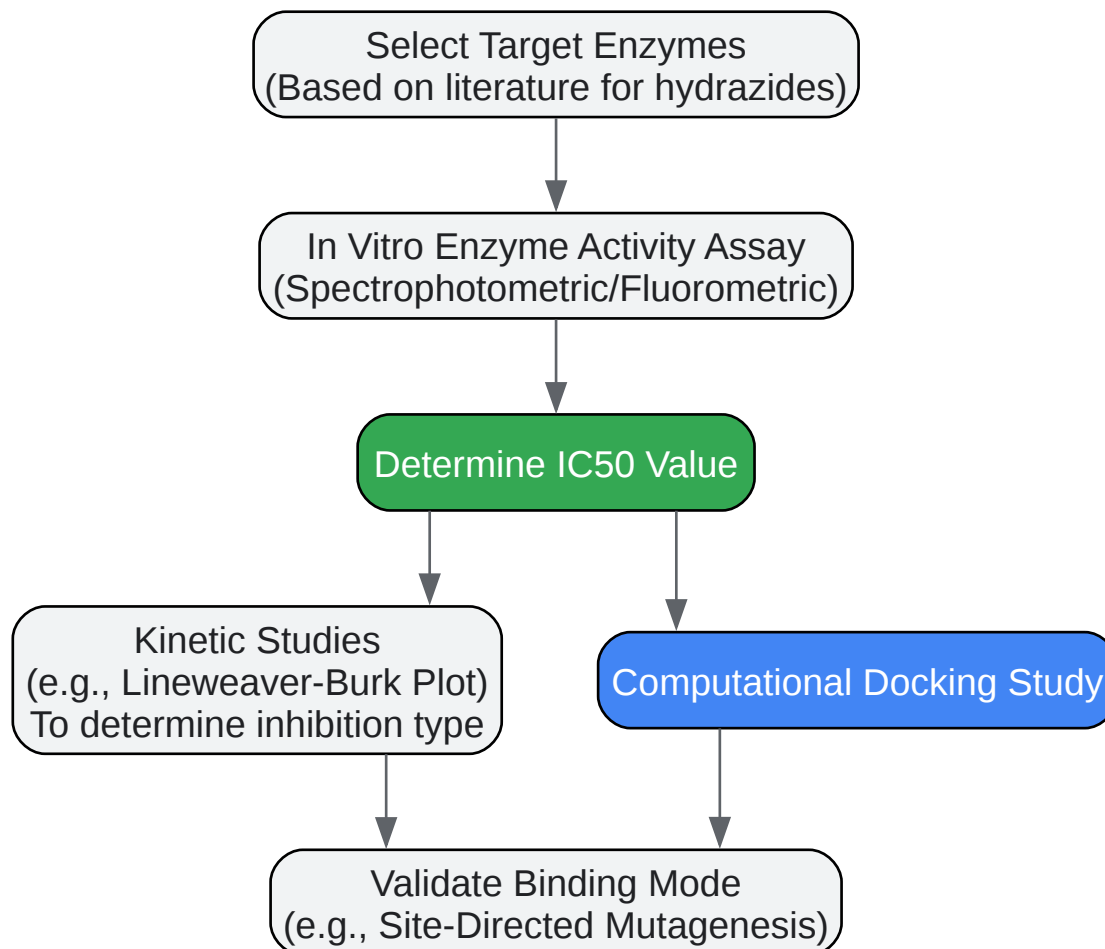 Select Target Enzymes
(Based on literature for hydrazides)
In Vitro Enzyme Activity Assay
(Spectrophotometric/Fluorometric)
Determine IC50 Value
Kinetic Studies
(e.g., Lineweaver-Burk Plot)
To determine inhibition type
Computational Docking Study
Validate Binding Mode
(e.g., Site-Directed Mutagenesis)